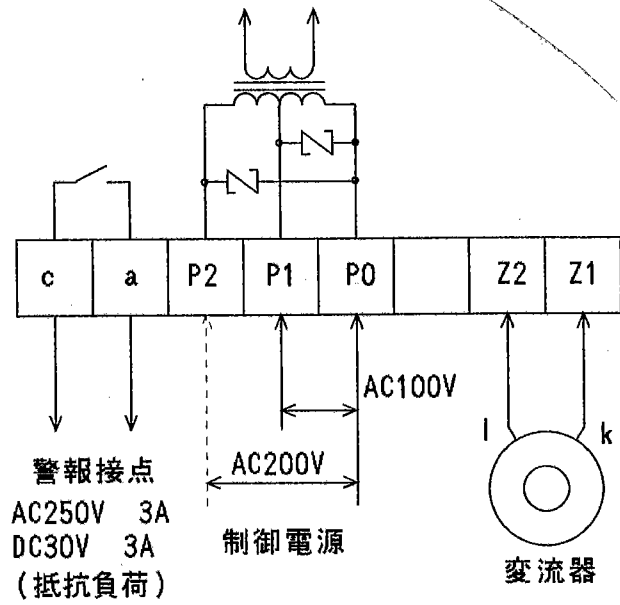 c a P2 P1 P0 Z2 Z1
AC100V
l k
AC200V
警報接点
AC250V 3A
DC30V 3A
(抵抗負荷)
制御電源
変流器